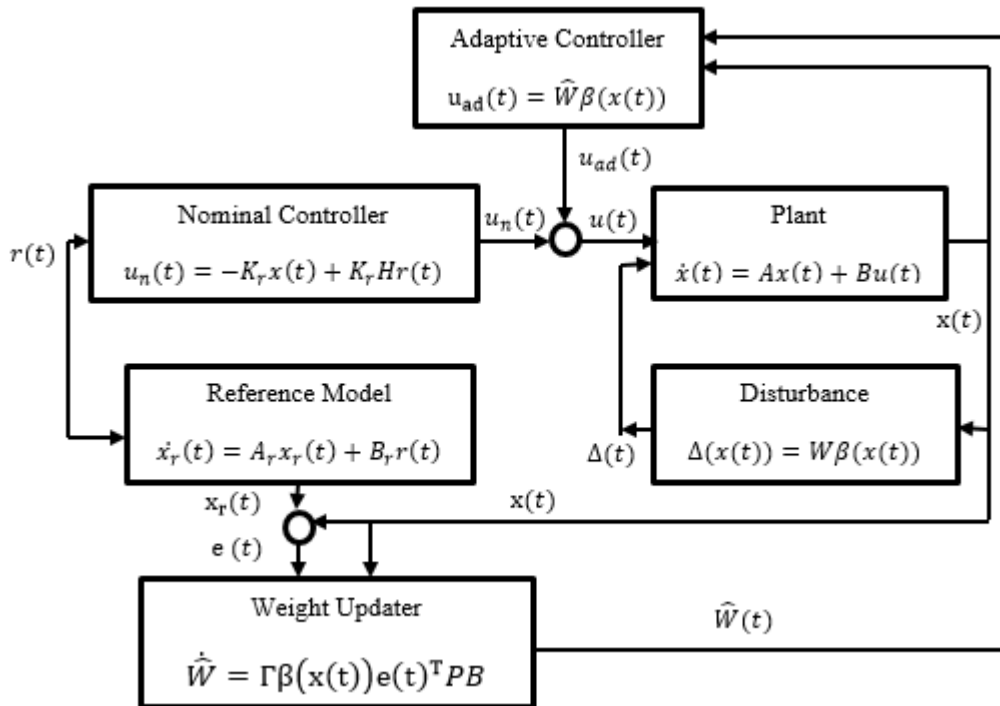 Adaptive Controller
u_ad(t) = Ŵβ(x(t))
u_ad(t)
Nominal Controller
u_n(t) = −K_r x(t) + K_r Hr(t)
r(t)
u_n(t)
u(t)
Plant
ẋ(t) = Ax(t) + Bu(t)
x(t)
Reference Model
ẋ_r(t) = A_r x_r(t) + B_r r(t)
Disturbance
Δ(x(t)) = Wβ(x(t))
Δ(t)
x_r(t)
x(t)
e (t)
Weight Updater
Ŵ̇ = Γβ(x(t))e(t)ᵀPB
Ŵ(t)